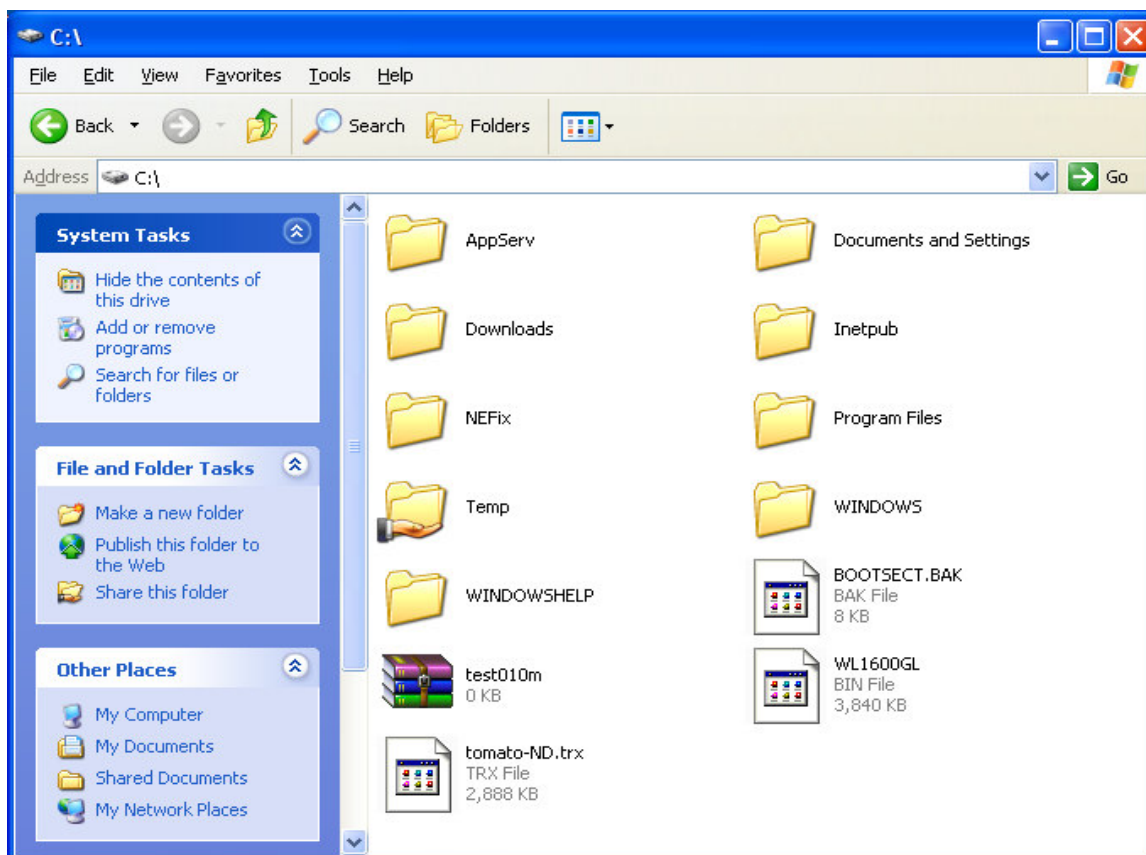 C:\
File Edit View Favorites Tools Help
Back Search Folders
Address C:\ Go
System Tasks
Hide the contents of
this drive
Add or remove
programs
Search for files or
folders
File and Folder Tasks
Make a new folder
Publish this folder to
the Web
Share this folder
Other Places
My Computer
My Documents
Shared Documents
My Network Places
AppServ
Documents and Settings
Downloads
Inetpub
NEFix
Program Files
Temp
WINDOWS
WINDOWSHELP
BOOTSECT.BAK
BAK File
8 KB
test010m
0 KB
WL1600GL
BIN File
3,840 KB
tomato-ND.trx
TRX File
2,888 KB